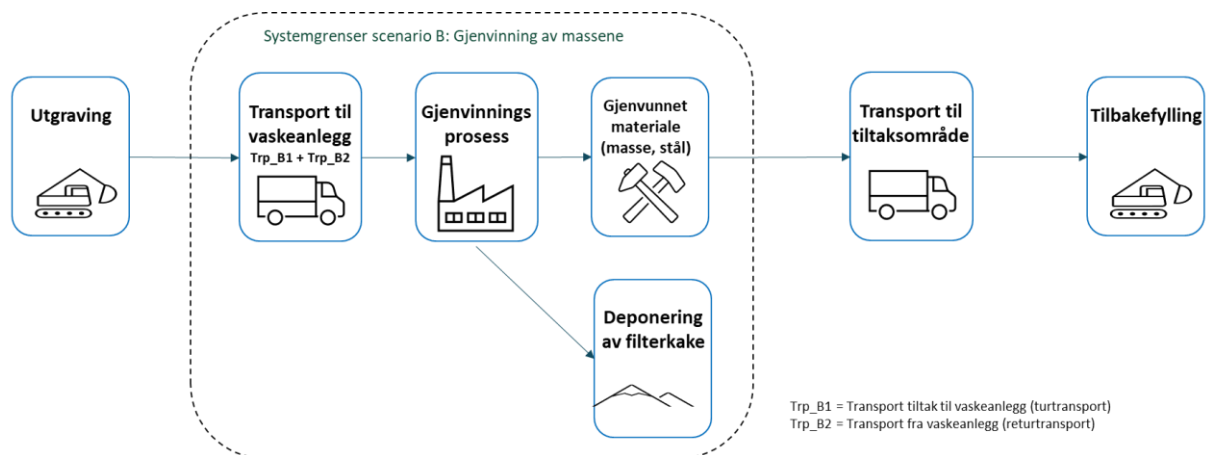 Systemgrenser scenario B: Gjenvinning av massene
Utgraving
Transport til
vaskeanlegg
Trp_B1 + Trp_B2
Gjenvinnings
prosess
Gjenvunnet
materiale
(masse, stål)
Transport til
tiltaksområde
Tilbakefylling
Deponering
av filterkake
Trp_B1 = Transport tiltak til vaskeanlegg (turtransport)
Trp_B2 = Transport fra vaskeanlegg (returtransport)